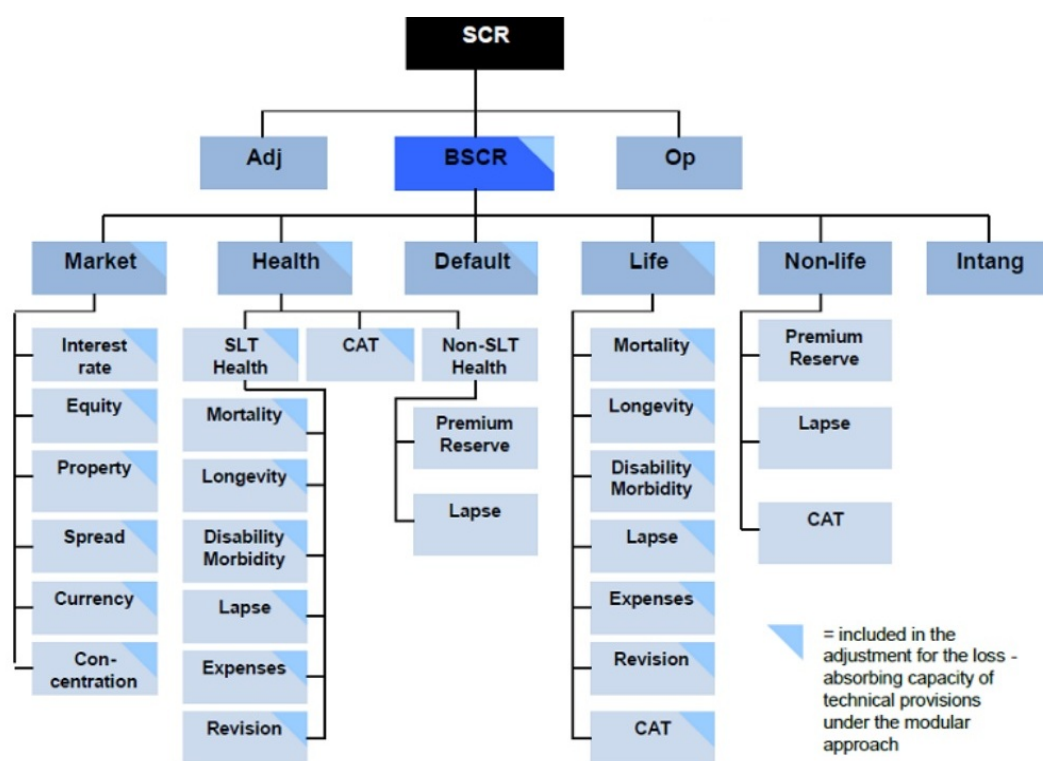 SCR
Adj
BSCR
Op
Market
Health
Default
Life
Non-life
Intang
Interest
rate
Equity
Property
Spread
Currency
Con-
centration
SLT
Health
CAT
Non-SLT
Health
Mortality
Longevity
Disability
Morbidity
Lapse
Expenses
Revision
Premium
Reserve
Lapse
Mortality
Longevity
Disability
Morbidity
Lapse
Expenses
Revision
CAT
Premium
Reserve
Lapse
CAT
= included in the
adjustment for the loss -
absorbing capacity of
technical provisions
under the modular
approach